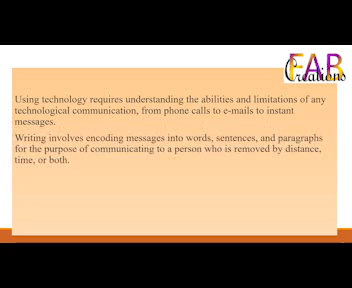 FAB
Creations
Using technology requires understanding the abilities and limitations of any
technological communication, from phone calls to e-mails to instant
messages.
Writing involves encoding messages into words, sentences, and paragraphs
for the purpose of communicating to a person who is removed by distance,
time, or both.